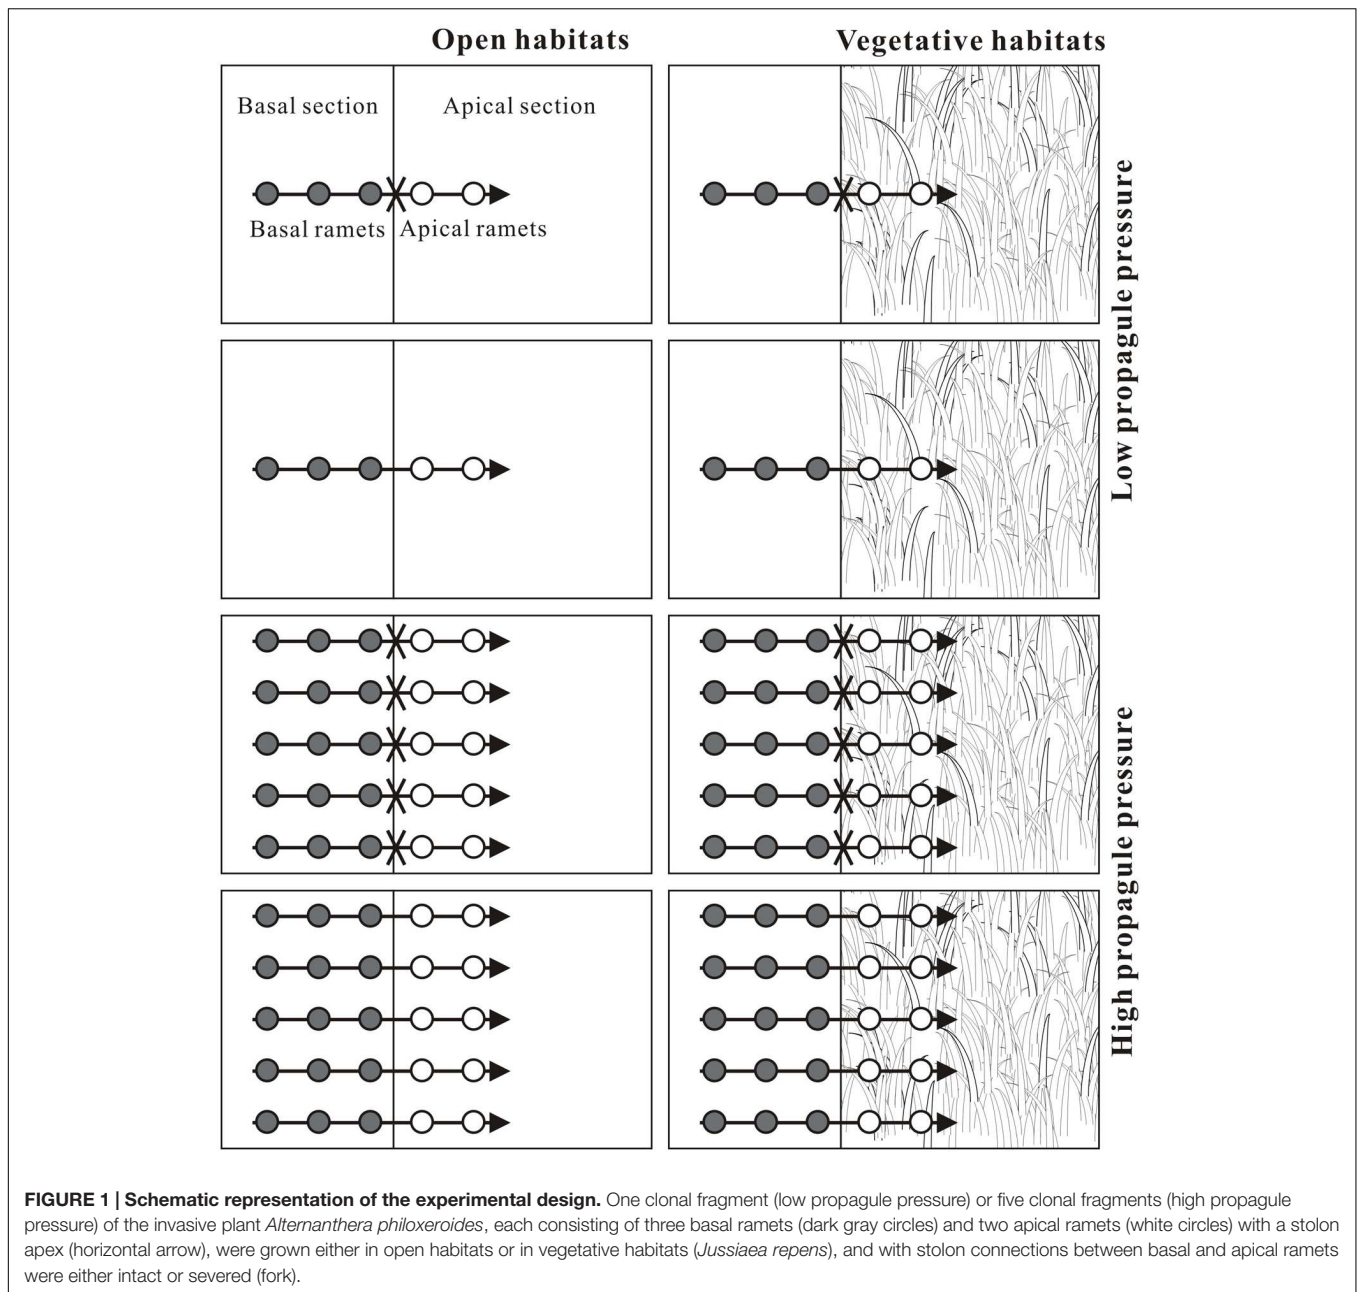 Open habitats
Vegetative habitats
Basal section
Apical section
Basal ramets
Apical ramets
Low propagule pressure
High propagule pressure
FIGURE 1 | Schematic representation of the experimental design. One clonal fragment (low propagule pressure) or five clonal fragments (high propagule
pressure) of the invasive plant Alternanthera philoxeroides, each consisting of three basal ramets (dark gray circles) and two apical ramets (white circles) with a stolon
apex (horizontal arrow), were grown either in open habitats or in vegetative habitats (Jussiaea repens), and with stolon connections between basal and apical ramets
were either intact or severed (fork).